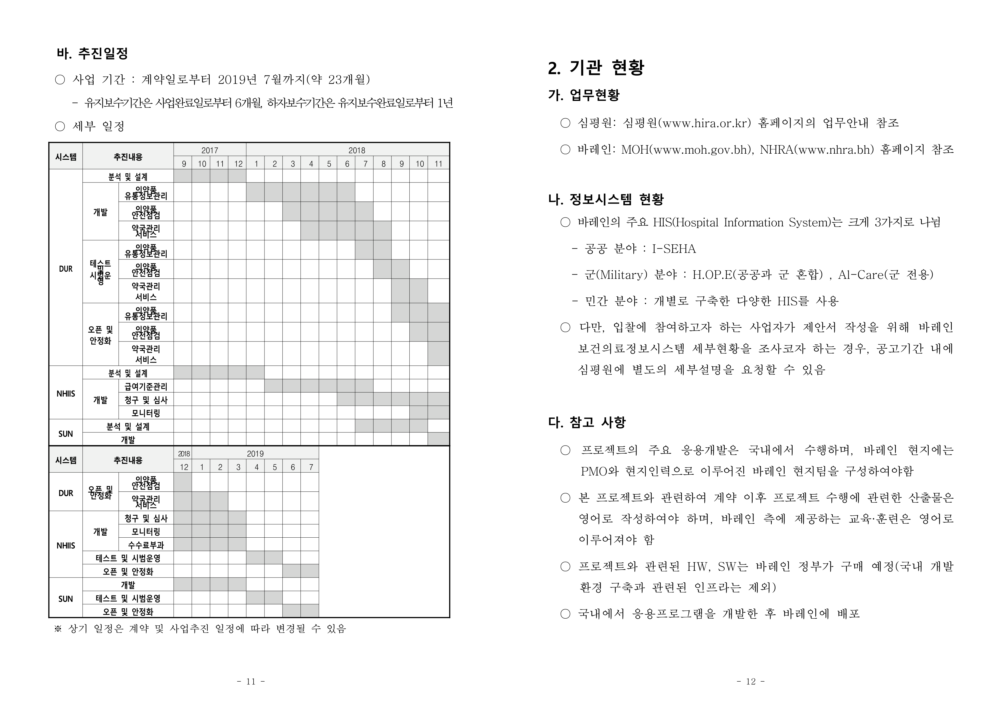 바. 추진일정
○ 사업 기간 : 계약일로부터 2019년 7월까지(약 23개월)
- 유지보수기간은 사업완료일로부터 6개월, 하자보수기간은 유지보수완료일로부터 1년
○ 세부 일정
시스템 추진내용 2017 2018
9 10 11 12 1 2 3 4 5 6 7 8 9 10 11
DUR
분석 및 설계
개발
의약품
유통정보관리
의약품
안전점검
약국관리
서비스
테스트
및
시범운
영
의약품
유통정보관리
의약품
안전점검
약국관리
서비스
오픈 및
안정화
의약품
유통정보관리
의약품
안전점검
약국관리
서비스
NHIIS
분석 및 설계
개발
급여기준관리
청구 및 심사
모니터링
SUN
분석 및 설계
개발
시스템 추진내용 2018 2019
12 1 2 3 4 5 6 7
DUR
오픈 및
안정화
의약품
안전점검
약국관리
서비스
NHIIS
개발
청구 및 심사
모니터링
수수료부과
테스트 및 시범운영
오픈 및 안정화
SUN
개발
테스트 및 시범운영
오픈 및 안정화
※ 상기 일정은 계약 및 사업추진 일정에 따라 변경될 수 있음
- 11 -
2. 기관 현황
가. 업무현황
○ 심평원: 심평원(www.hira.or.kr) 홈페이지의 업무안내 참조
○ 바레인: MOH(www.moh.gov.bh), NHRA(www.nhra.bh) 홈페이지 참조
나. 정보시스템 현황
○ 바레인의 주요 HIS(Hospital Information System)는 크게 3가지로 나뉨
- 공공 분야 : I-SEHA
- 군(Military) 분야 : H.OP.E(공공과 군 혼합) , Al-Care(군 전용)
- 민간 분야 : 개별로 구축한 다양한 HIS를 사용
○ 다만, 입찰에 참여하고자 하는 사업자가 제안서 작성을 위해 바레인
보건의료정보시스템 세부현황을 조사코자 하는 경우, 공고기간 내에
심평원에 별도의 세부설명을 요청할 수 있음
다. 참고 사항
○ 프로젝트의 주요 응용개발은 국내에서 수행하며, 바레인 현지에는
PMO와 현지인력으로 이루어진 바레인 현지팀을 구성하여야함
○ 본 프로젝트와 관련하여 계약 이후 프로젝트 수행에 관련한 산출물은
영어로 작성하여야 하며, 바레인 측에 제공하는 교육·훈련은 영어로
이루어져야 함
○ 프로젝트와 관련된 HW, SW는 바레인 정부가 구매 예정(국내 개발
환경 구축과 관련된 인프라는 제외)
○ 국내에서 응용프로그램을 개발한 후 바레인에 배포
- 12 -